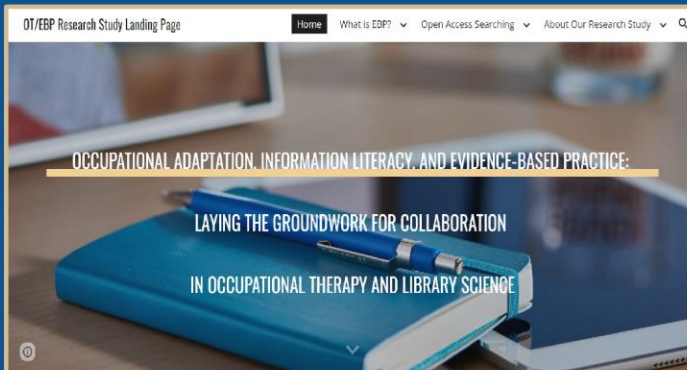 OT/EBP Research Study Landing Page
Home What is EBP? Open Access Searching About Our Research Study
OCCUPATIONAL ADAPTATION, INFORMATION LITERACY, AND EVIDENCE-BASED PRACTICE:
LAYING THE GROUNDWORK FOR COLLABORATION
IN OCCUPATIONAL THERAPY AND LIBRARY SCIENCE